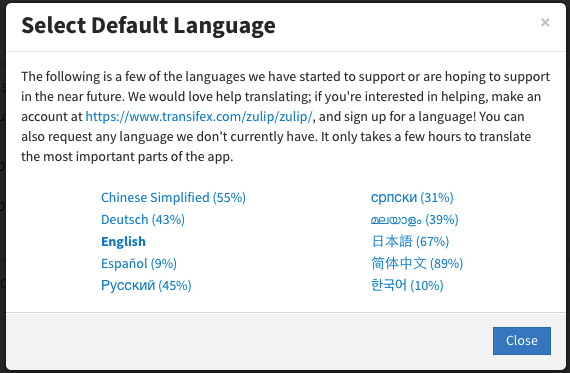 Select Default Language
×
The following is a few of the languages we have started to support or are hoping to support
in the near future. We would love help translating; if you're interested in helping, make an
account at https://www.transifex.com/zulip/zulip/, and sign up for a language! You can
also request any language we don't currently have. It only takes a few hours to translate
the most important parts of the app.
Chinese Simplified (55%)
Deutsch (43%)
English
Español (9%)
Русский (45%)
српски (31%)
മലയാളം (39%)
日本語 (67%)
简体中文 (89%)
한국어 (10%)
Close